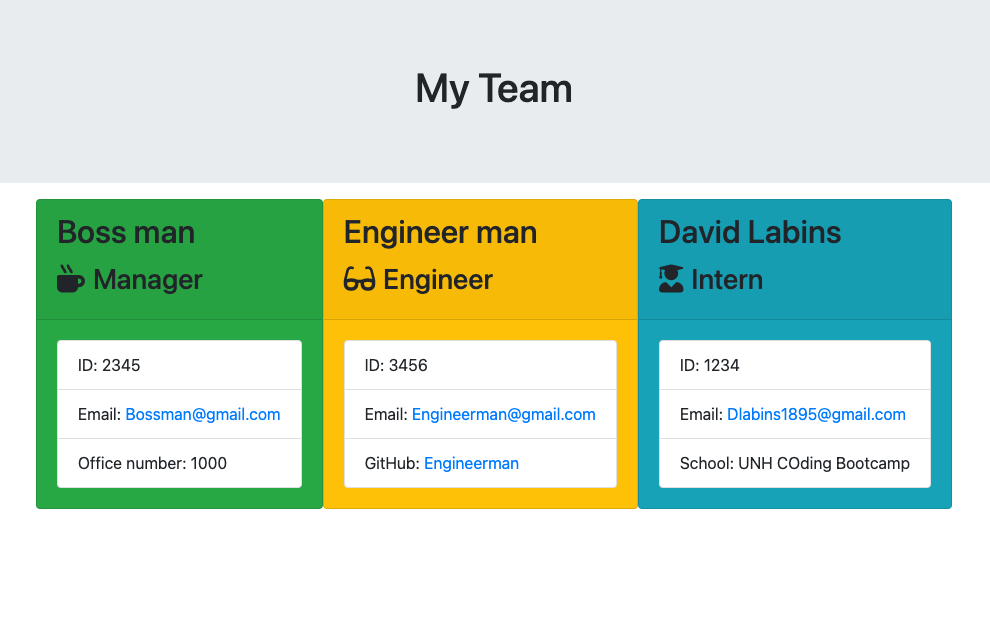 My Team
Boss man
Manager
ID: 2345
Email: Bossman@gmail.com
Office number: 1000
Engineer man
Engineer
ID: 3456
Email: Engineerman@gmail.com
GitHub: Engineerman
David Labins
Intern
ID: 1234
Email: Dlabins1895@gmail.com
School: UNH COding Bootcamp